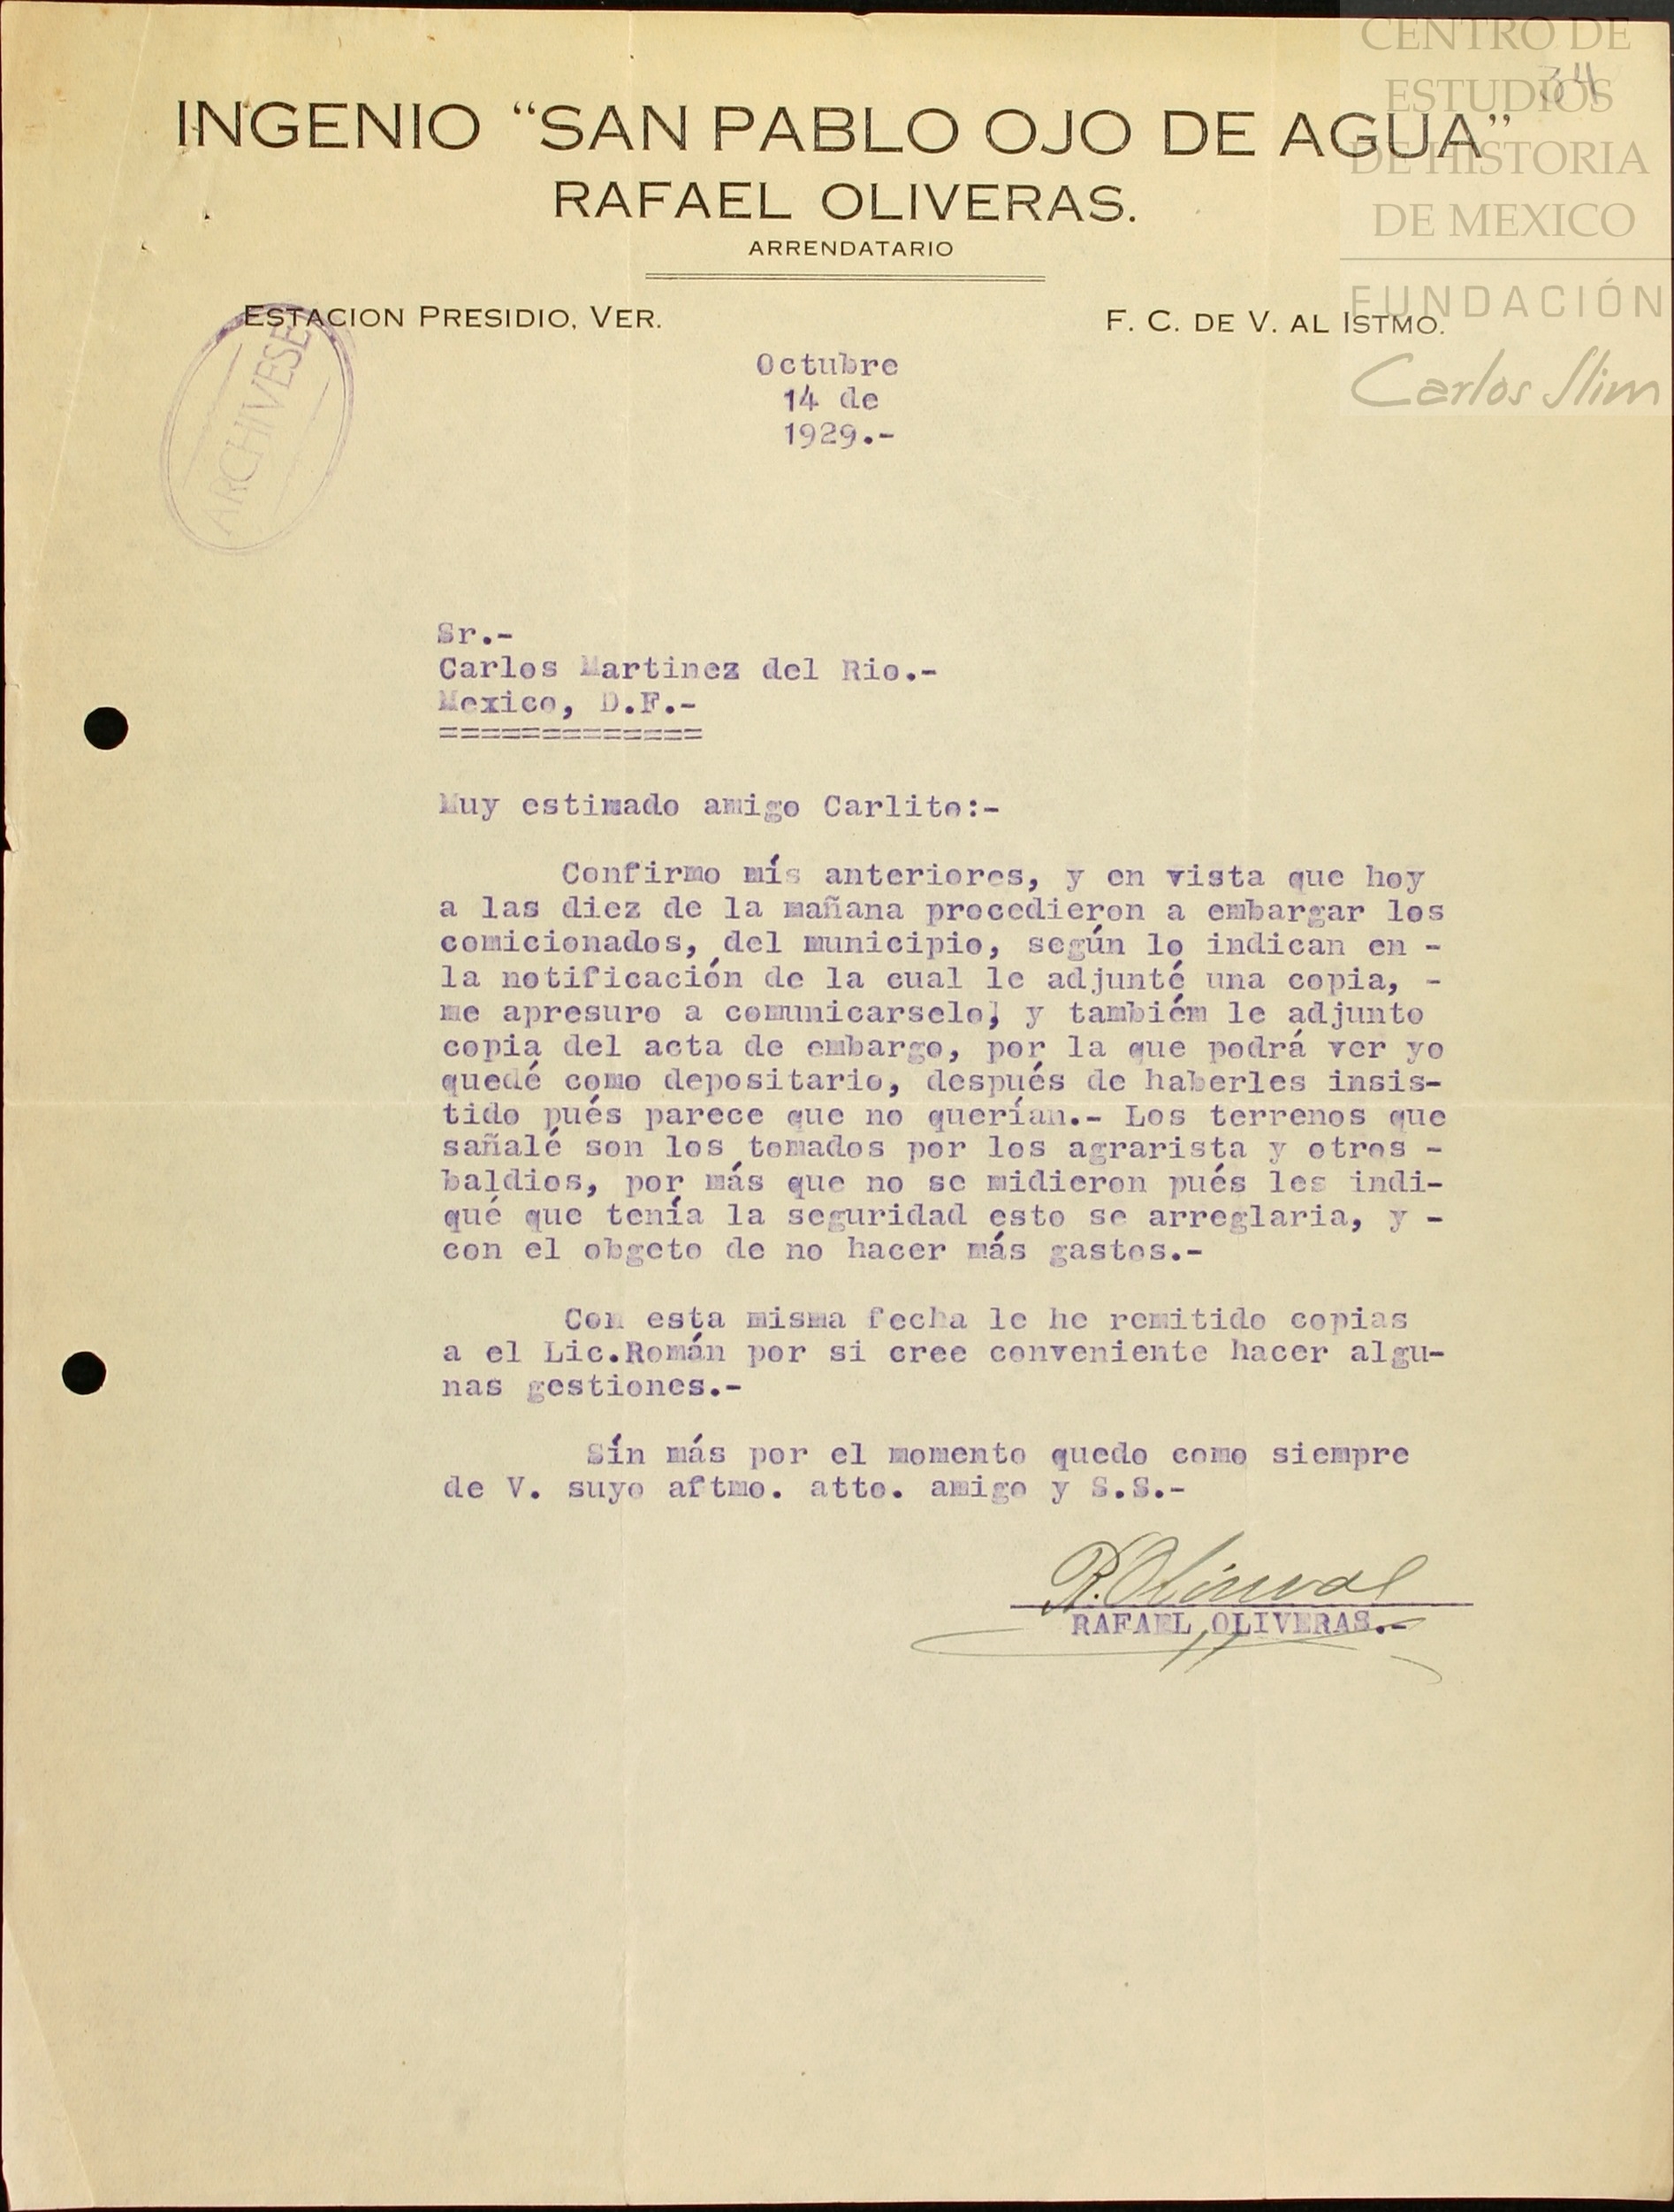 CENTRO DE
34
ESTUDIOS
DE HISTORIA
DE MEXICO
FUNDACIÓN
Carlos Slim
INGENIO “SAN PABLO OJO DE AGUA”
RAFAEL OLIVERAS.
ARRENDATARIO
ESTACION PRESIDIO, VER.
F. C. DE V. AL ISTMO.
ARCHIVESE
Octubre
14 de
1929.-
Sr.-
Carlos Martinez del Rio.-
Mexico, D.F.-
=============
Muy estimado amigo Carlito:-
Confirmo mís anteriores, y en vista que hoy
a las diez de la mañana procedieron a embargar los
comicionados, del municipio, según lo indican en -
la notificación de la cual le adjunté una copia, -
me apresuro a comunicarselo, y tambiém le adjunto
copia del acta de embargo, por la que podrá ver yo
quedé como depositario, después de haberles insis-
tido pués parece que no querían.- Los terrenos que
sañalé son los tomados por los agrarista y otros -
baldios, por más que no se midieron pués les indi-
qué que tenía la seguridad esto se arreglaria, y -
con el obgeto de no hacer más gastos.-
Con esta misma fecha le he remitido copias
a el Lic.Román por si cree conveniente hacer algu-
nas gestiones.-
Sín más por el momento quedo como siempre
de V. suyo aftmo. atto. amigo y S.S.-
R. Oliveras
RAFAEL OLIVERAS.-